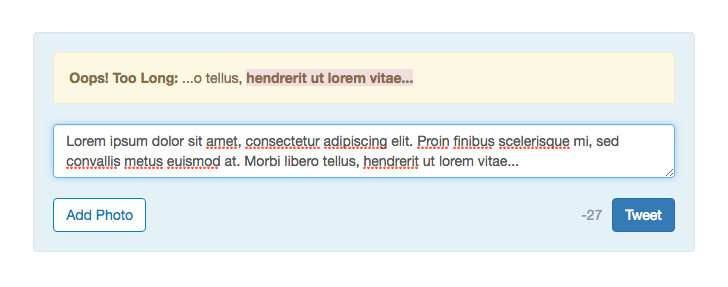 Oops! Too Long: ...o tellus, hendrerit ut lorem vitae...
Lorem ipsum dolor sit amet, consectetur adipiscing elit. Proin finibus scelerisque mi, sed
convallis metus euismod at. Morbi libero tellus, hendrerit ut lorem vitae...
Add Photo -27 Tweet